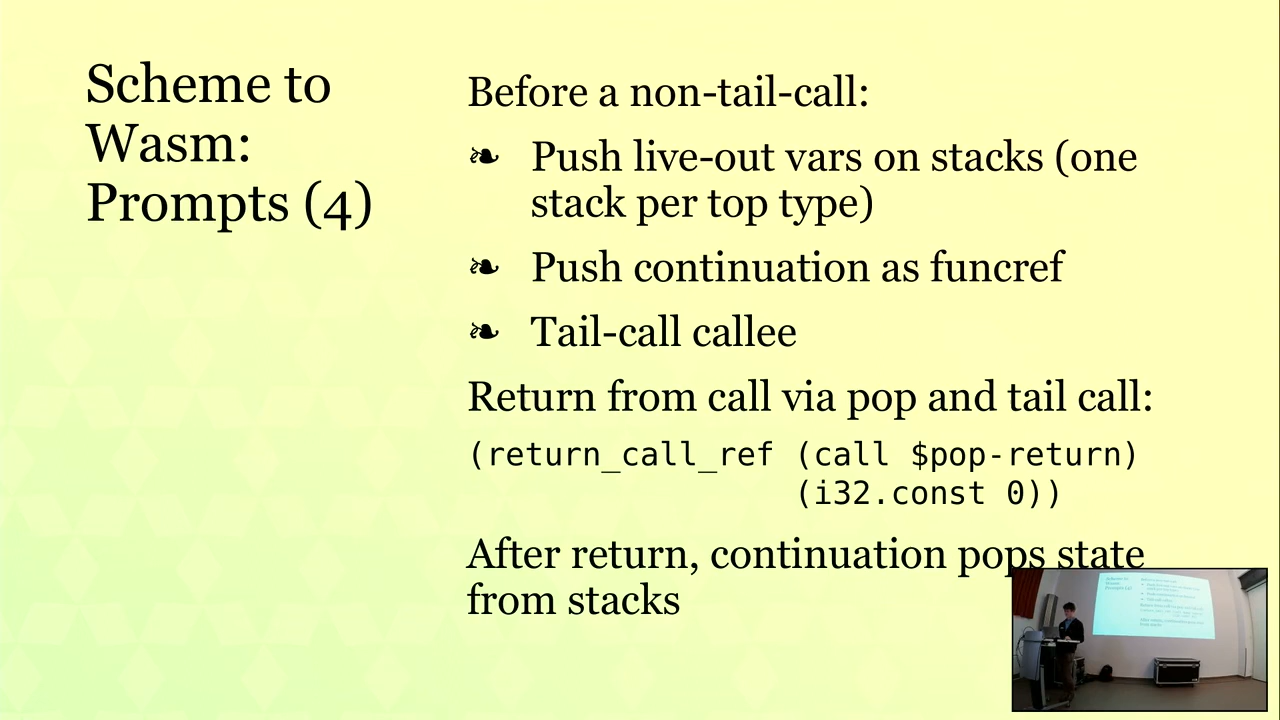 Scheme to
Wasm:
Prompts (4)
Before a non-tail-call:
❧ Push live-out vars on stacks (one
stack per top type)
❧ Push continuation as funcref
❧ Tail-call callee
Return from call via pop and tail call:
(return_call_ref (call $pop-return)
(i32.const 0))
After return, continuation pops state
from stacks